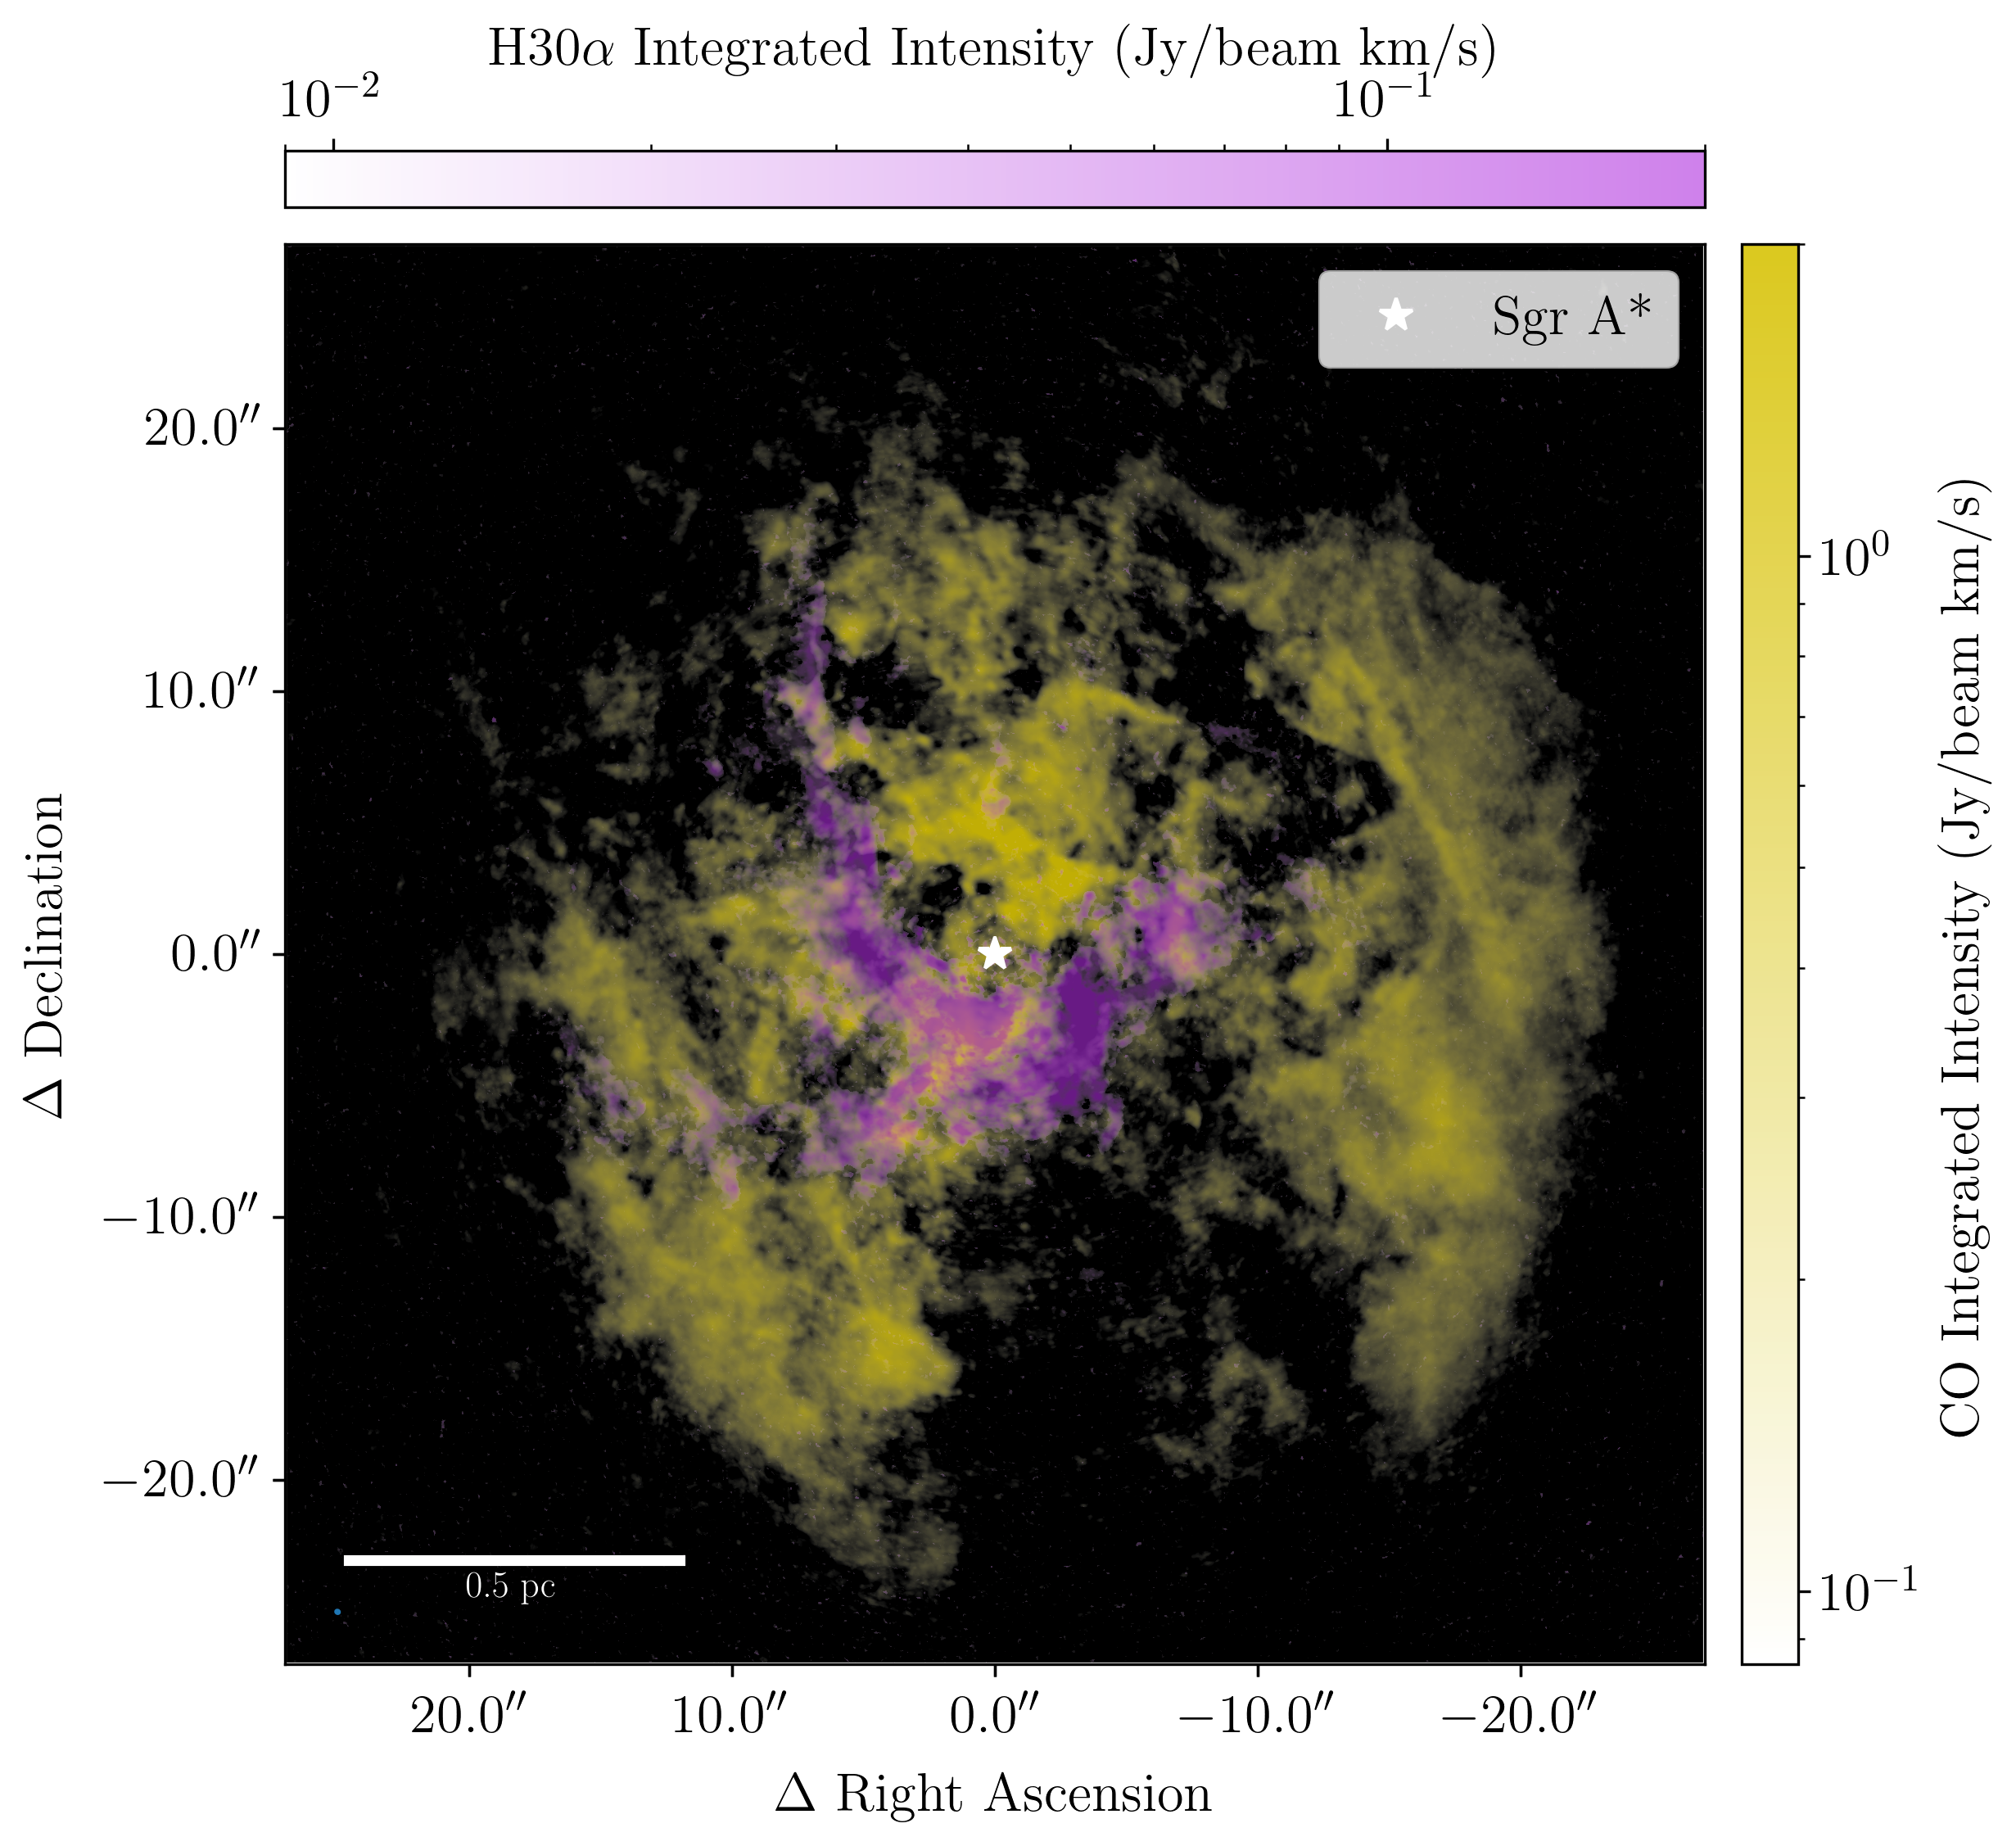 H30α Integrated Intensity (Jy/beam km/s)
10⁻² 10⁻¹
Sgr A*
20.0″
10.0″
0.0″
−10.0″
−20.0″
Δ Declination
10⁰
10⁻¹
CO Integrated Intensity (Jy/beam km/s)
0.5 pc
20.0″ 10.0″ 0.0″ −10.0″ −20.0″
Δ Right Ascension